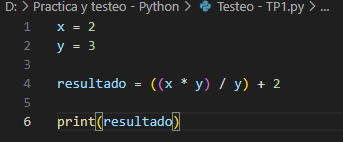 D: > Practica y testeo - Python > Testeo - TP1.py > ...
1 x = 2
2 y = 3
3
4 resultado = ((x * y) / y) + 2
5
6 print(resultado)